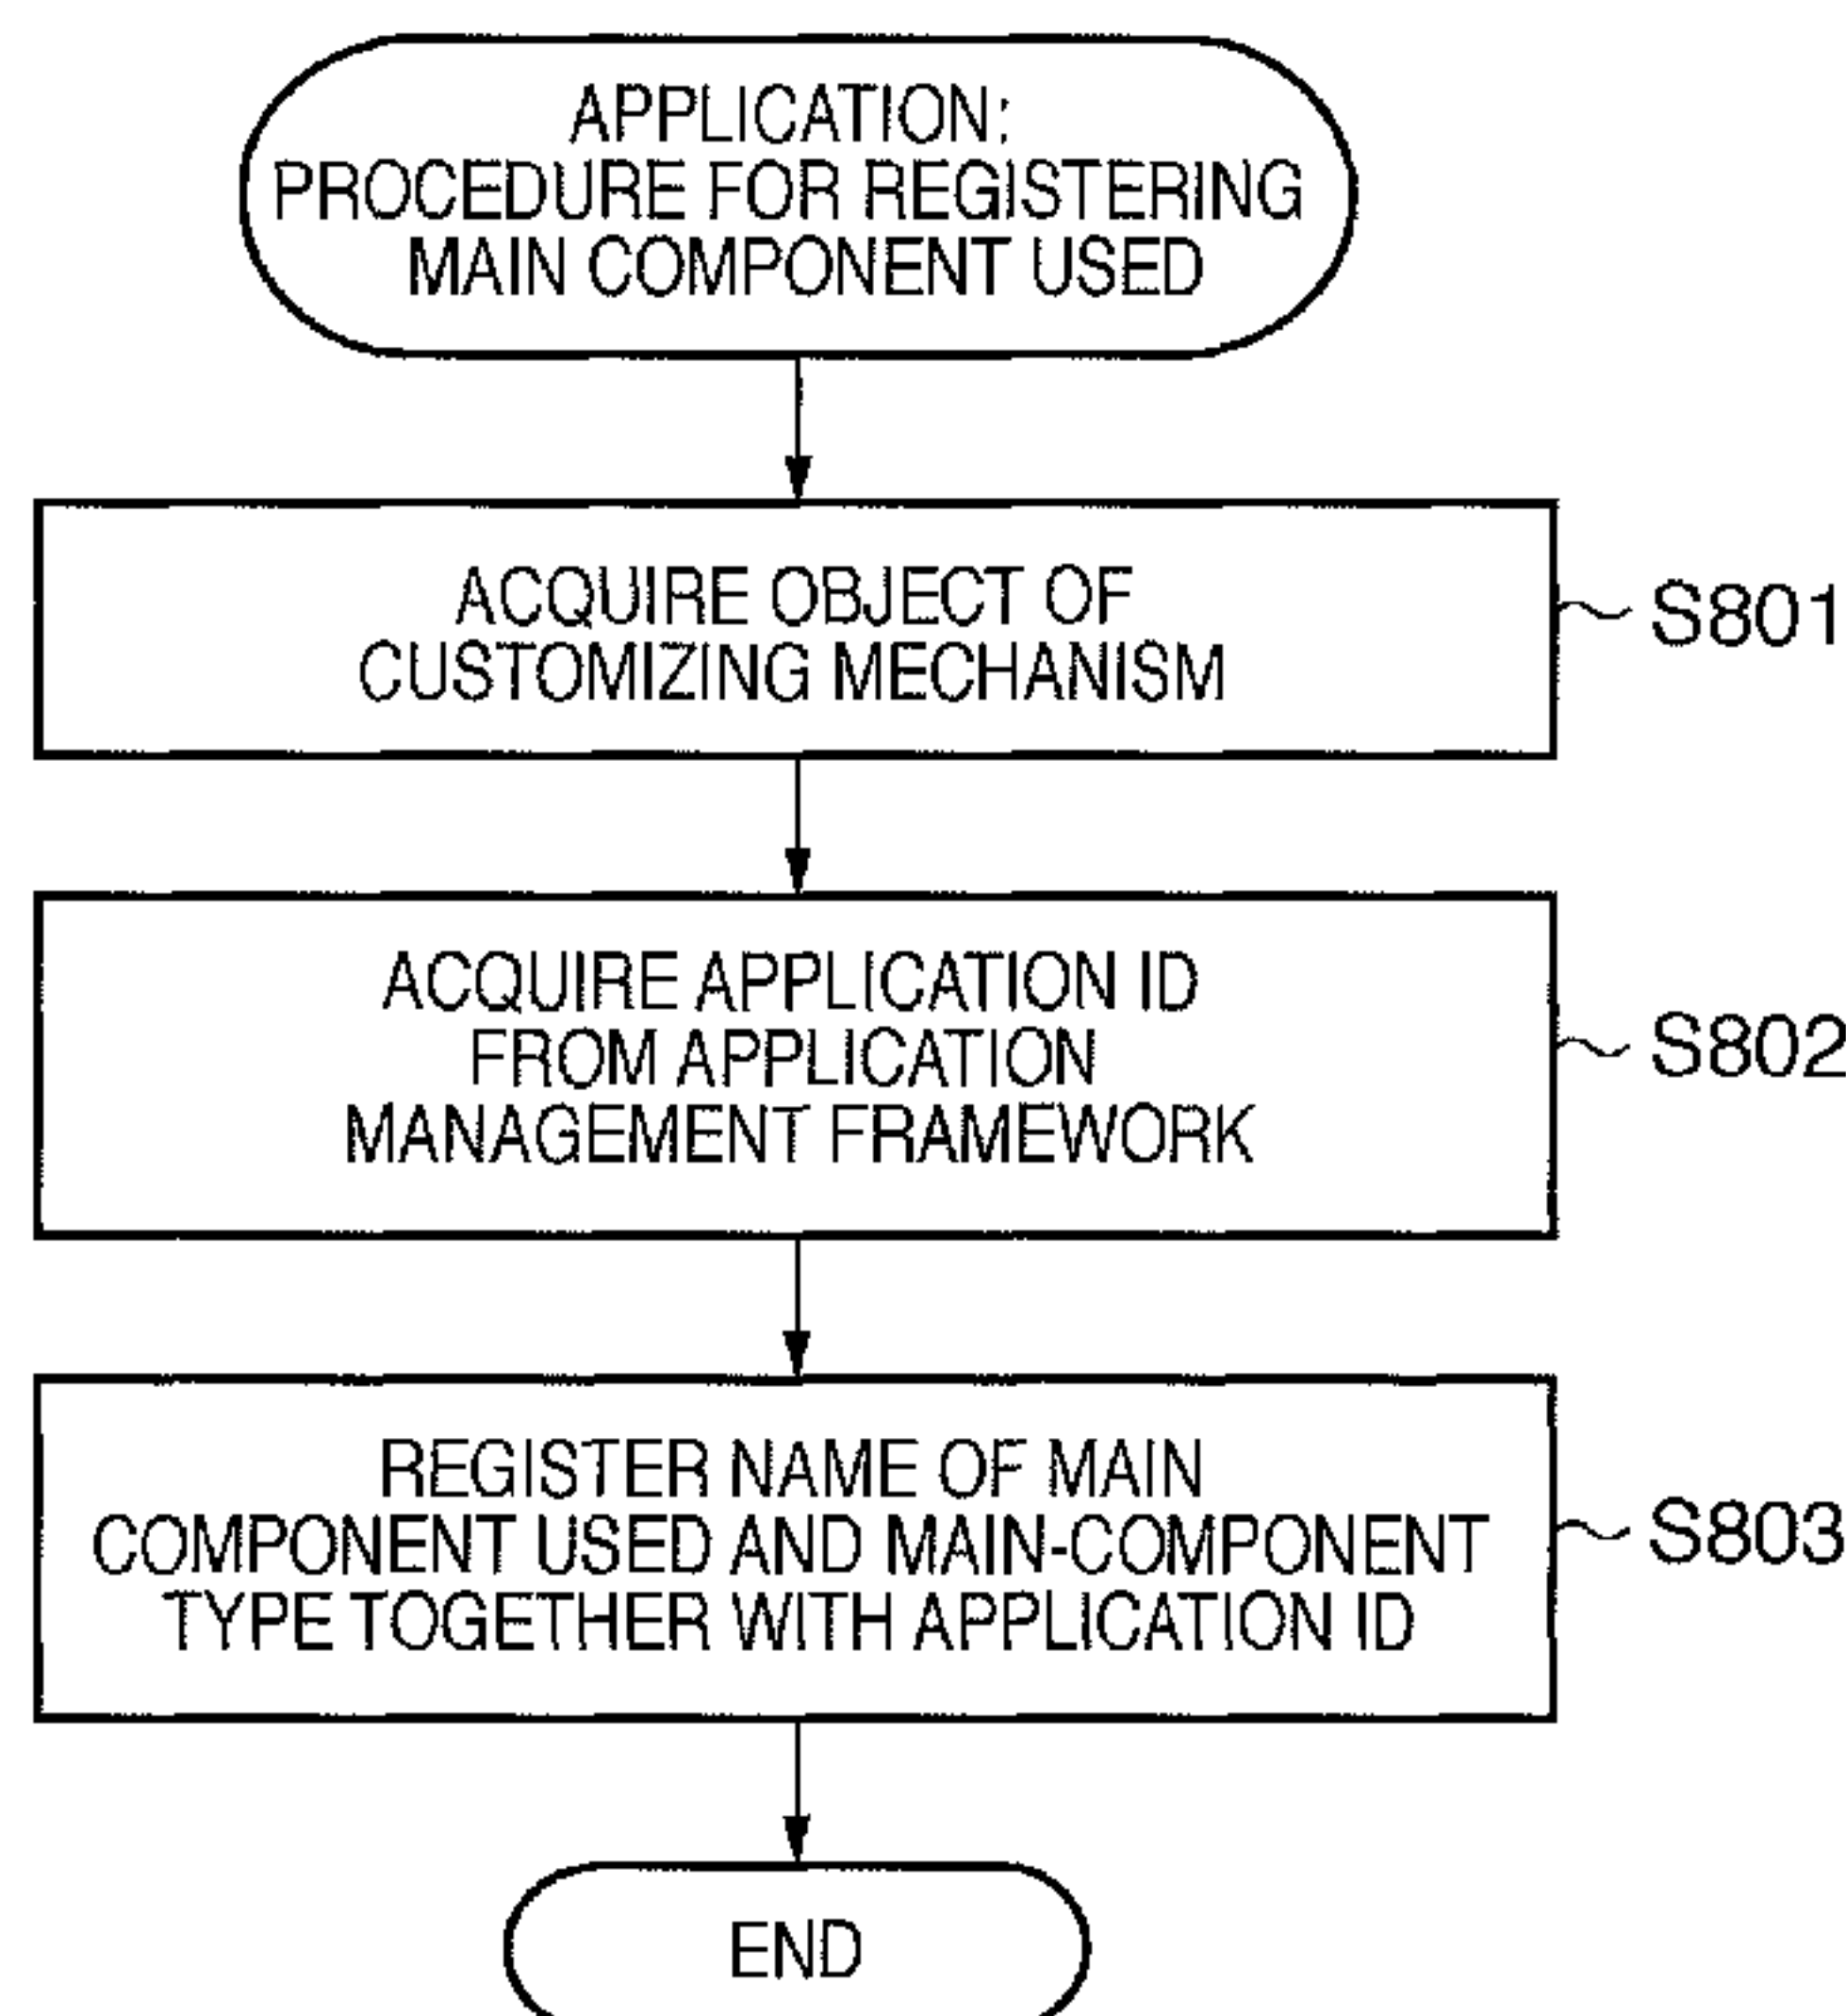 APPLICATION:
PROCEDURE FOR REGISTERING
MAIN COMPONENT USED
ACQUIRE OBJECT OF
CUSTOMIZING MECHANISM
S801
ACQUIRE APPLICATION ID
FROM APPLICATION
MANAGEMENT FRAMEWORK
S802
REGISTER NAME OF MAIN
COMPONENT USED AND MAIN-COMPONENT
TYPE TOGETHER WITH APPLICATION ID
S803
END